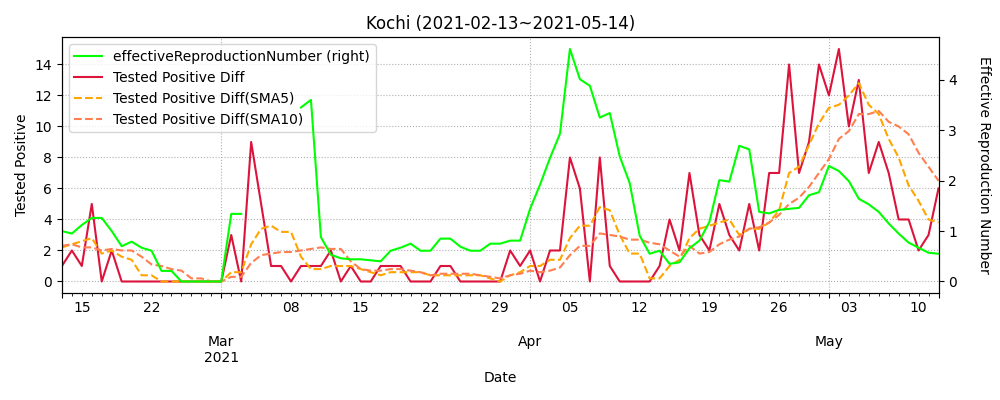 Kochi (2021-02-13~2021-05-14)
effectiveReproductionNumber (right)
Tested Positive Diff
Tested Positive Diff(SMA5)
Tested Positive Diff(SMA10)
Tested Positive
14
12
10
8
6
4
2
0
4
3
2
1
0
Effective Reproduction Number
15 22 08 15 22 29 05 12 19 26 03 10
Mar Apr May
2021
Date